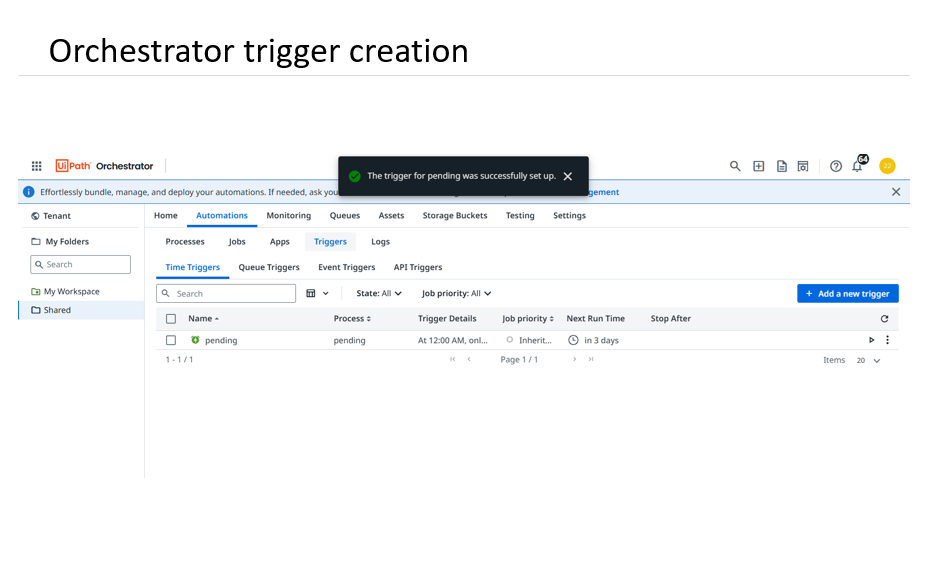 Orchestrator trigger creation
UiPath Orchestrator
64
22
Effortlessly bundle, manage, and deploy your automations. If needed, ask you
gement
The trigger for pending was successfully set up.
Tenant
Home Automations Monitoring Queues Assets Storage Buckets Testing Settings
My Folders
Processes Jobs Apps Triggers Logs
Search
Time Triggers Queue Triggers Event Triggers API Triggers
My Workspace
Shared
Search
State: All
Job priority: All
+ Add a new trigger
Name Process Trigger Details Job priority Next Run Time Stop After
pending pending At 12:00 AM, onl... Inherit... in 3 days
1 - 1 / 1 Page 1 / 1 Items 20